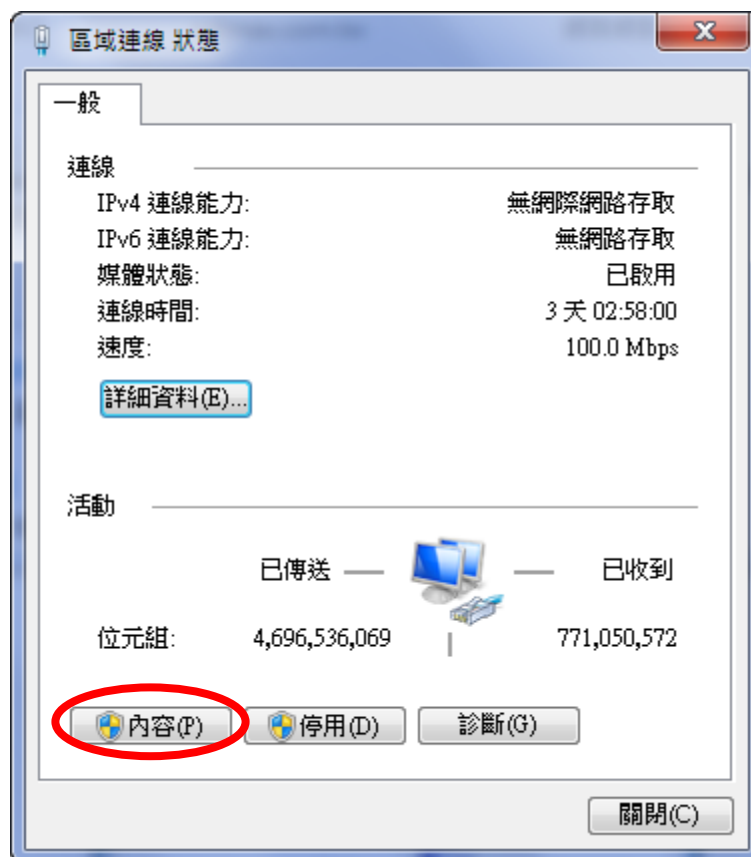 區域連線 狀態
一般
連線
IPv4 連線能力: 無網際網路存取
IPv6 連線能力: 無網路存取
媒體狀態: 已啟用
連線時間: 3 天 02:58:00
速度: 100.0 Mbps
詳細資料(E)...
活動
已傳送 已收到
位元組: 4,696,536,069 771,050,572
內容(P) 停用(D) 診斷(G)
關閉(C)